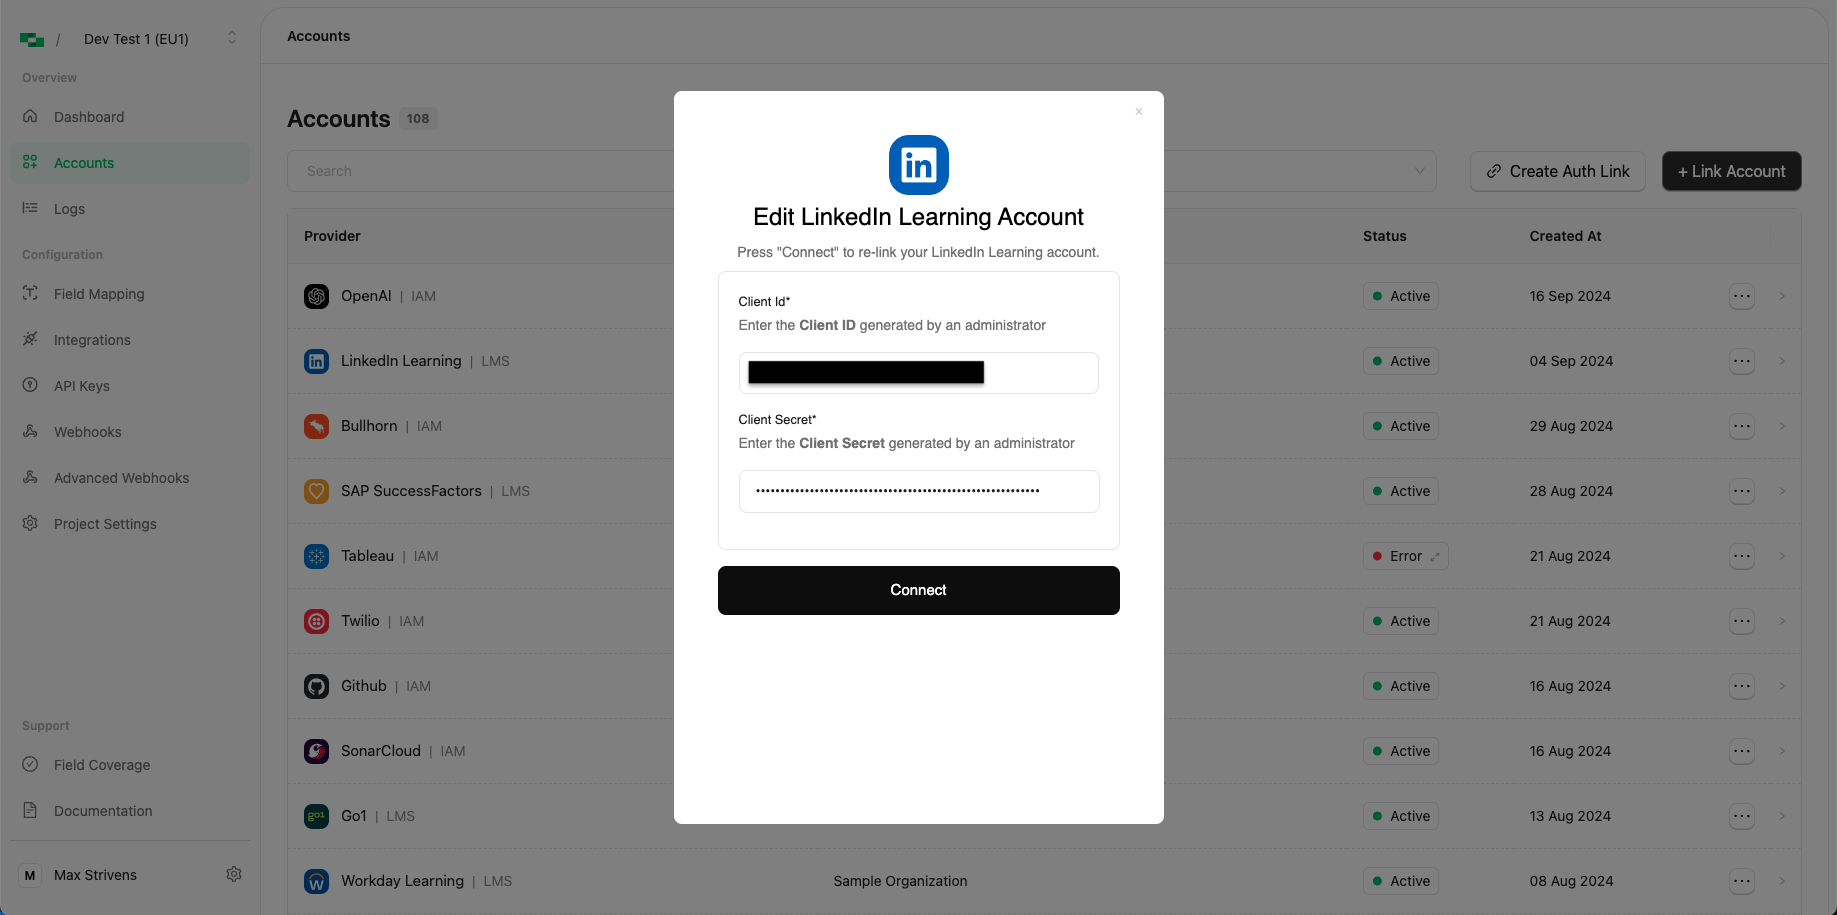 / Dev Test 1 (EU1)
Overview
Dashboard
Accounts
Logs
Configuration
Field Mapping
Integrations
API Keys
Webhooks
Advanced Webhooks
Project Settings
Support
Field Coverage
Documentation
M Max Strivens
Accounts
Accounts 108
Search
Create Auth Link
+ Link Account
Provider Status Created At
OpenAI | IAM Active 16 Sep 2024
LinkedIn Learning | LMS Active 04 Sep 2024
Bullhorn | IAM Active 29 Aug 2024
SAP SuccessFactors | LMS Active 28 Aug 2024
Tableau | IAM Error 21 Aug 2024
Twilio | IAM Active 21 Aug 2024
Github | IAM Active 16 Aug 2024
SonarCloud | IAM Active 16 Aug 2024
go1 Go1 | LMS Active 13 Aug 2024
Workday Learning | LMS Sample Organization Active 08 Aug 2024
in
Edit LinkedIn Learning Account
Press "Connect" to re-link your LinkedIn Learning account.
Client Id*
Enter the Client ID generated by an administrator
Client Secret*
Enter the Client Secret generated by an administrator
Connect